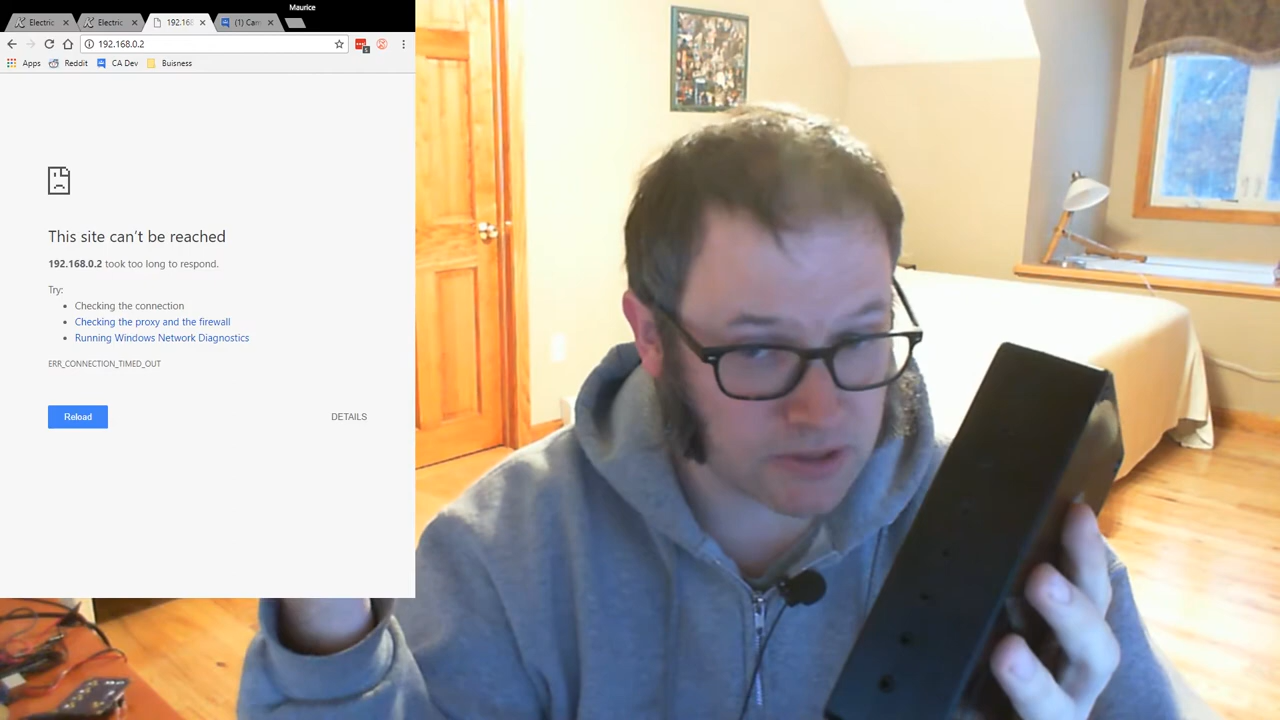 Maurice
Electric
Electric
192.168
(1) Cam
192.168.0.2
5
Apps
Reddit
CA Dev
Buisness
This site can't be reached
192.168.0.2 took too long to respond.
Try:
• Checking the connection
• Checking the proxy and the firewall
• Running Windows Network Diagnostics
ERR_CONNECTION_TIMED_OUT
Reload
DETAILS